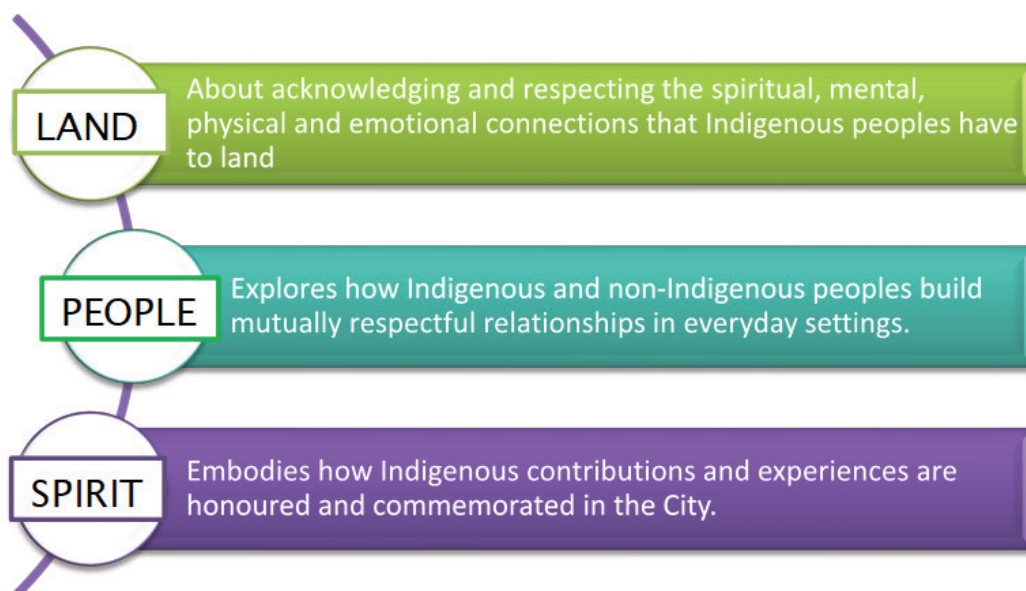 LAND
About acknowledging and respecting the spiritual, mental,
physical and emotional connections that Indigenous peoples have
to land
PEOPLE
Explores how Indigenous and non-Indigenous peoples build
mutually respectful relationships in everyday settings.
SPIRIT
Embodies how Indigenous contributions and experiences are
honoured and commemorated in the City.